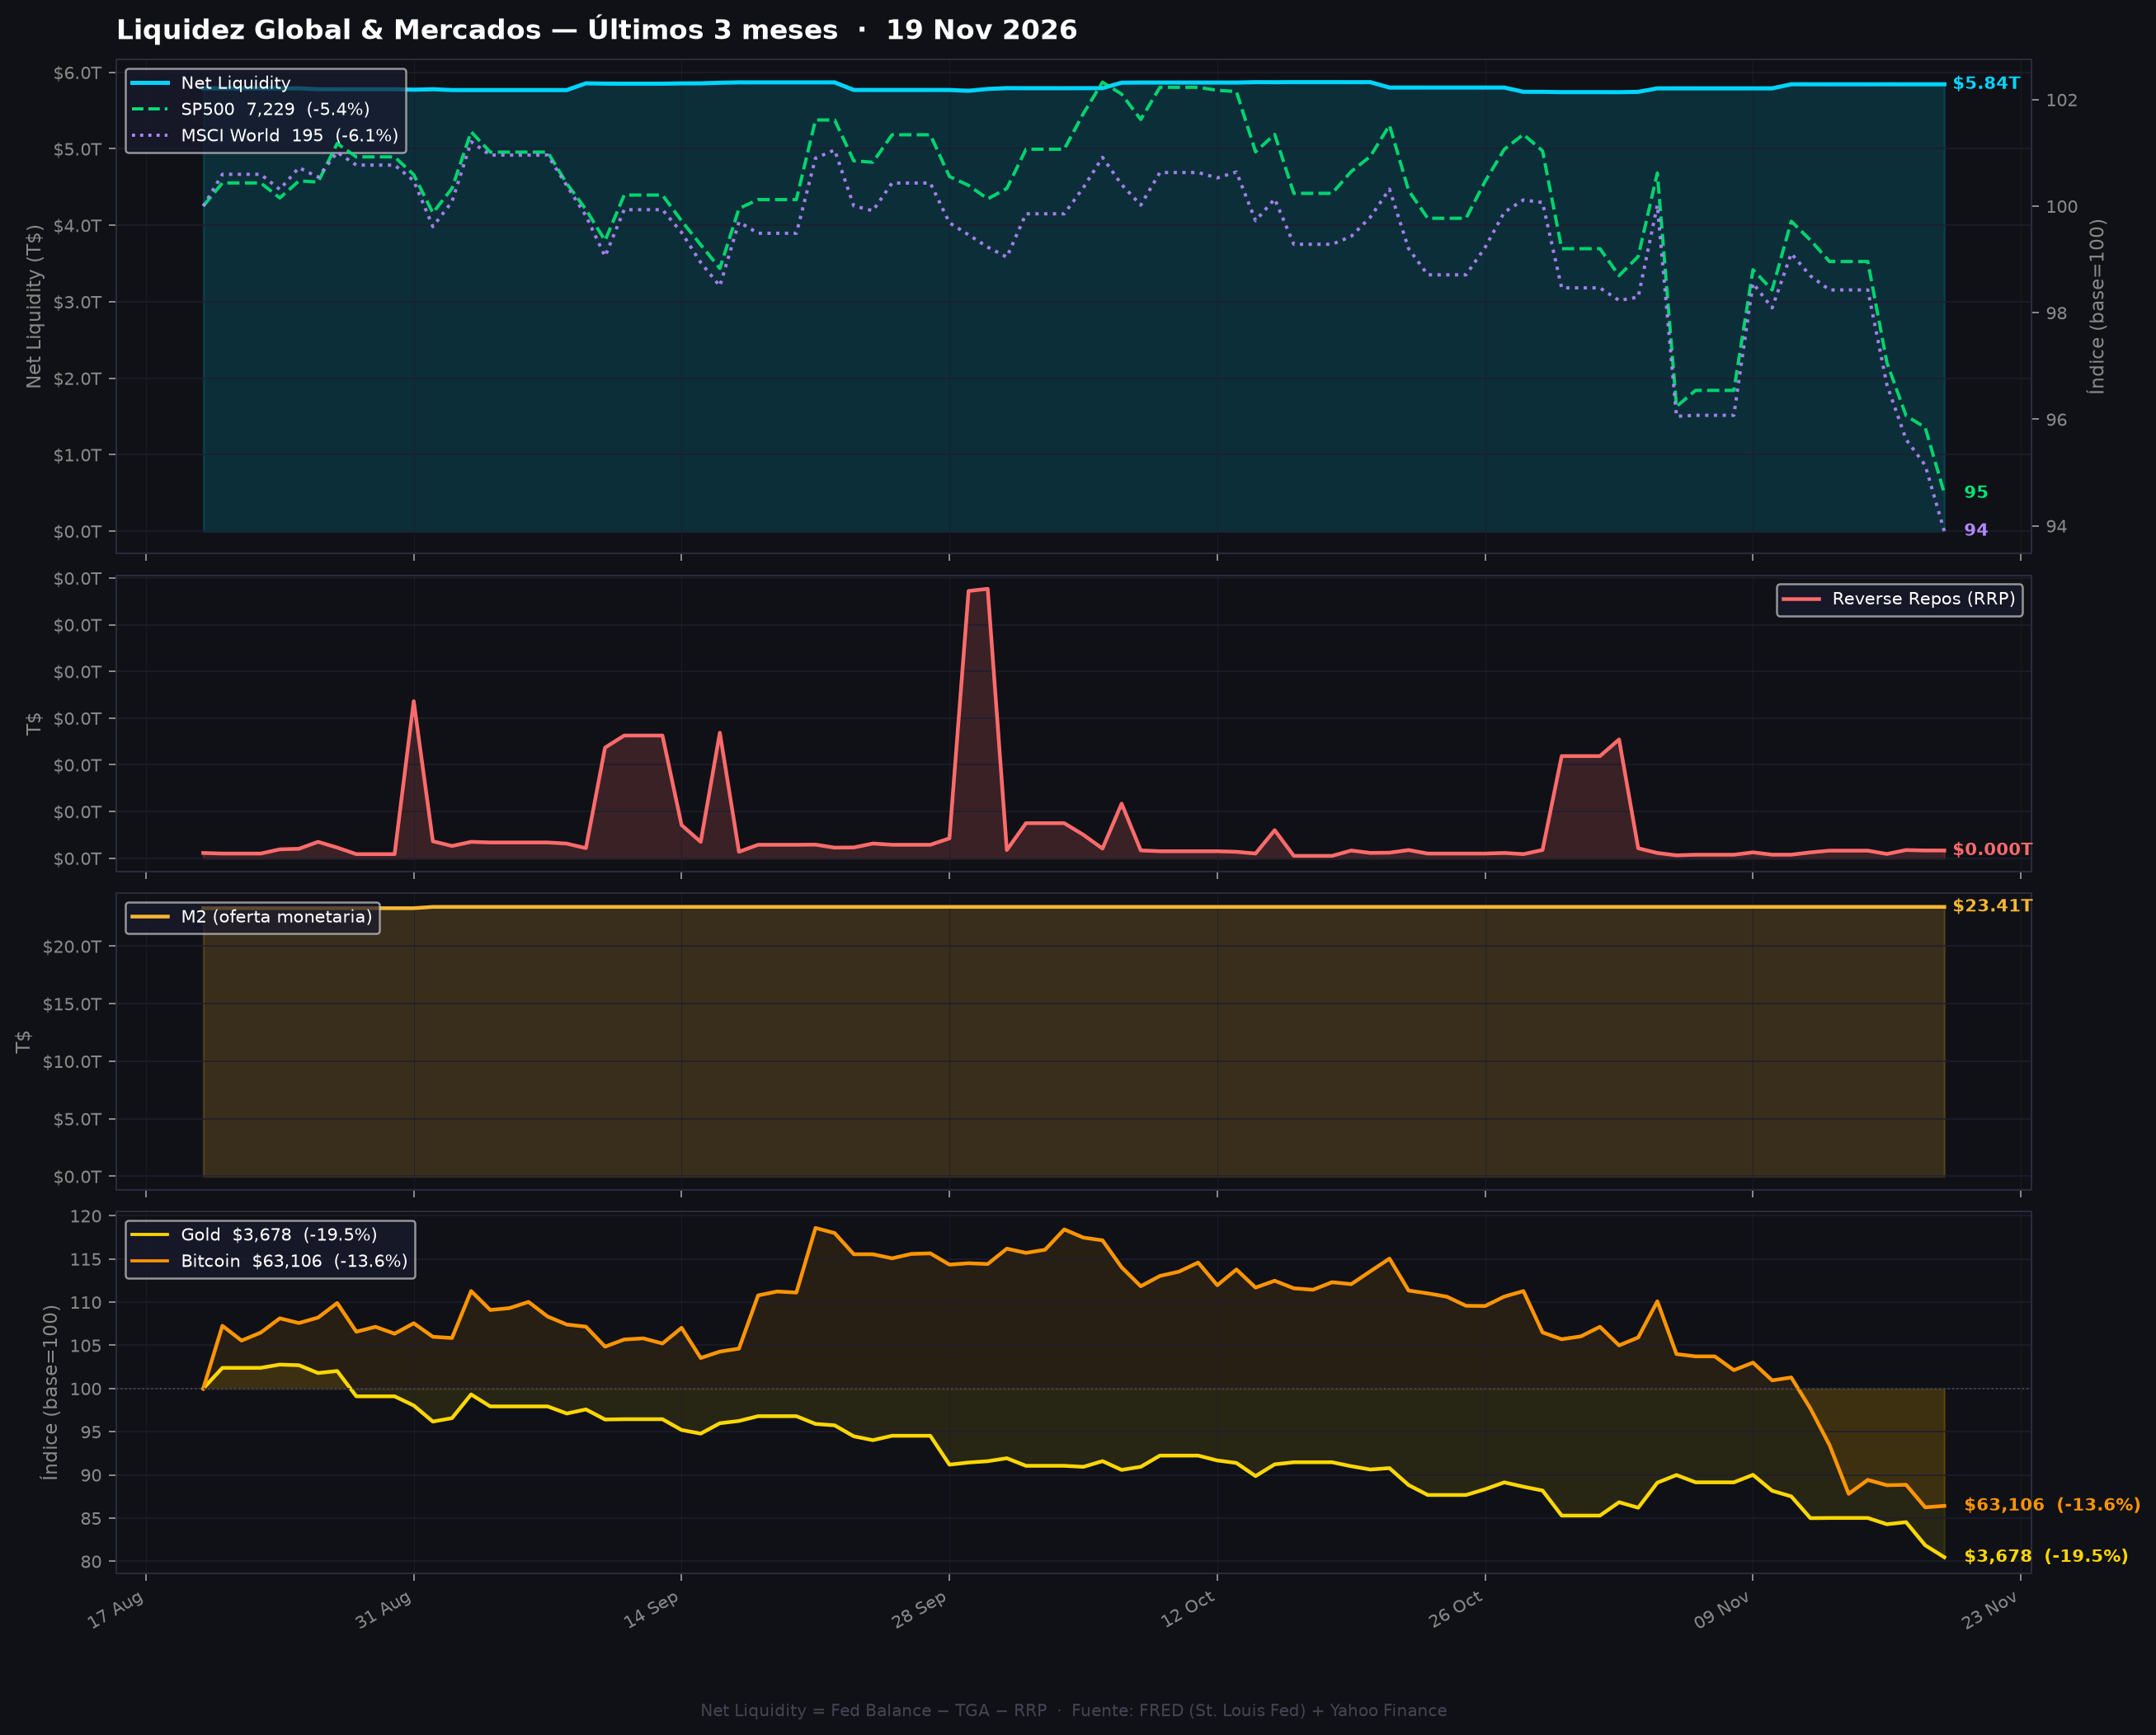 Liquidez Global & Mercados — Últimos 3 meses · 19 Nov 2026
Net Liquidity (T$)
$6.0T
$5.0T
$4.0T
$3.0T
$2.0T
$1.0T
$0.0T
Net Liquidity
SP500 7,229 (-5.4%)
MSCI World 195 (-6.1%)
$5.84T
95
94
102
100
98
96
94
Índice (base=100)
T$
$0.0T
$0.0T
$0.0T
$0.0T
$0.0T
$0.0T
$0.0T
Reverse Repos (RRP)
$0.000T
T$
$20.0T
$15.0T
$10.0T
$5.0T
$0.0T
M2 (oferta monetaria)
$23.41T
Índice (base=100)
120
115
110
105
100
95
90
85
80
Gold $3,678 (-19.5%)
Bitcoin $63,106 (-13.6%)
$63,106 (-13.6%)
$3,678 (-19.5%)
17 Aug
31 Aug
14 Sep
28 Sep
12 Oct
26 Oct
09 Nov
23 Nov
Net Liquidity = Fed Balance − TGA − RRP · Fuente: FRED (St. Louis Fed) + Yahoo Finance